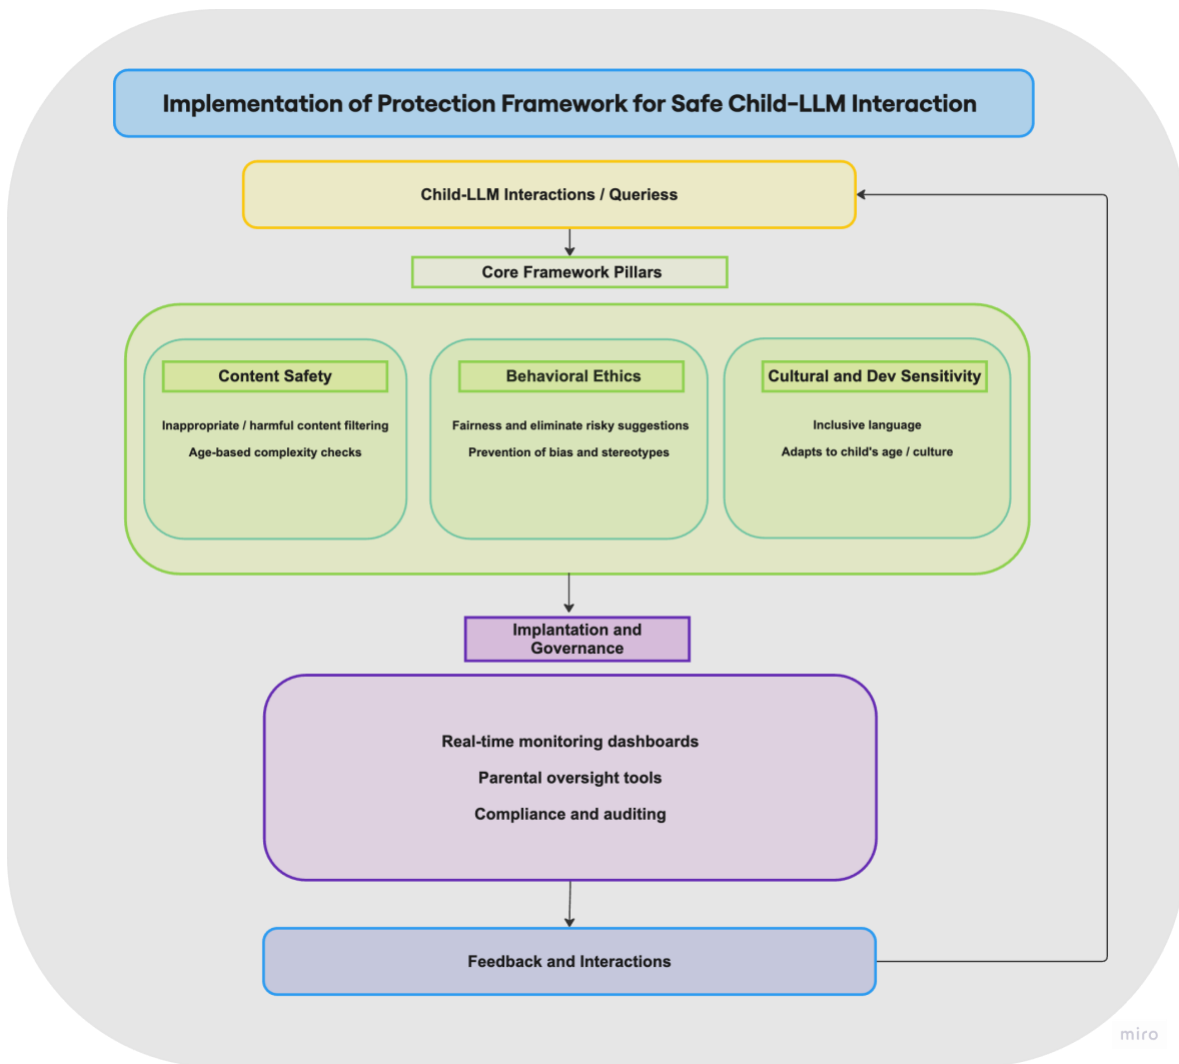 Implementation of Protection Framework for Safe Child-LLM Interaction
Child-LLM Interactions / Queriess
Core Framework Pillars
Content Safety
Inappropriate / harmful content filtering
Age-based complexity checks
Behavioral Ethics
Fairness and eliminate risky suggestions
Prevention of bias and stereotypes
Cultural and Dev Sensitivity
Inclusive language
Adapts to child's age / culture
Implantation and
Governance
Real-time monitoring dashboards
Parental oversight tools
Compliance and auditing
Feedback and Interactions
miro